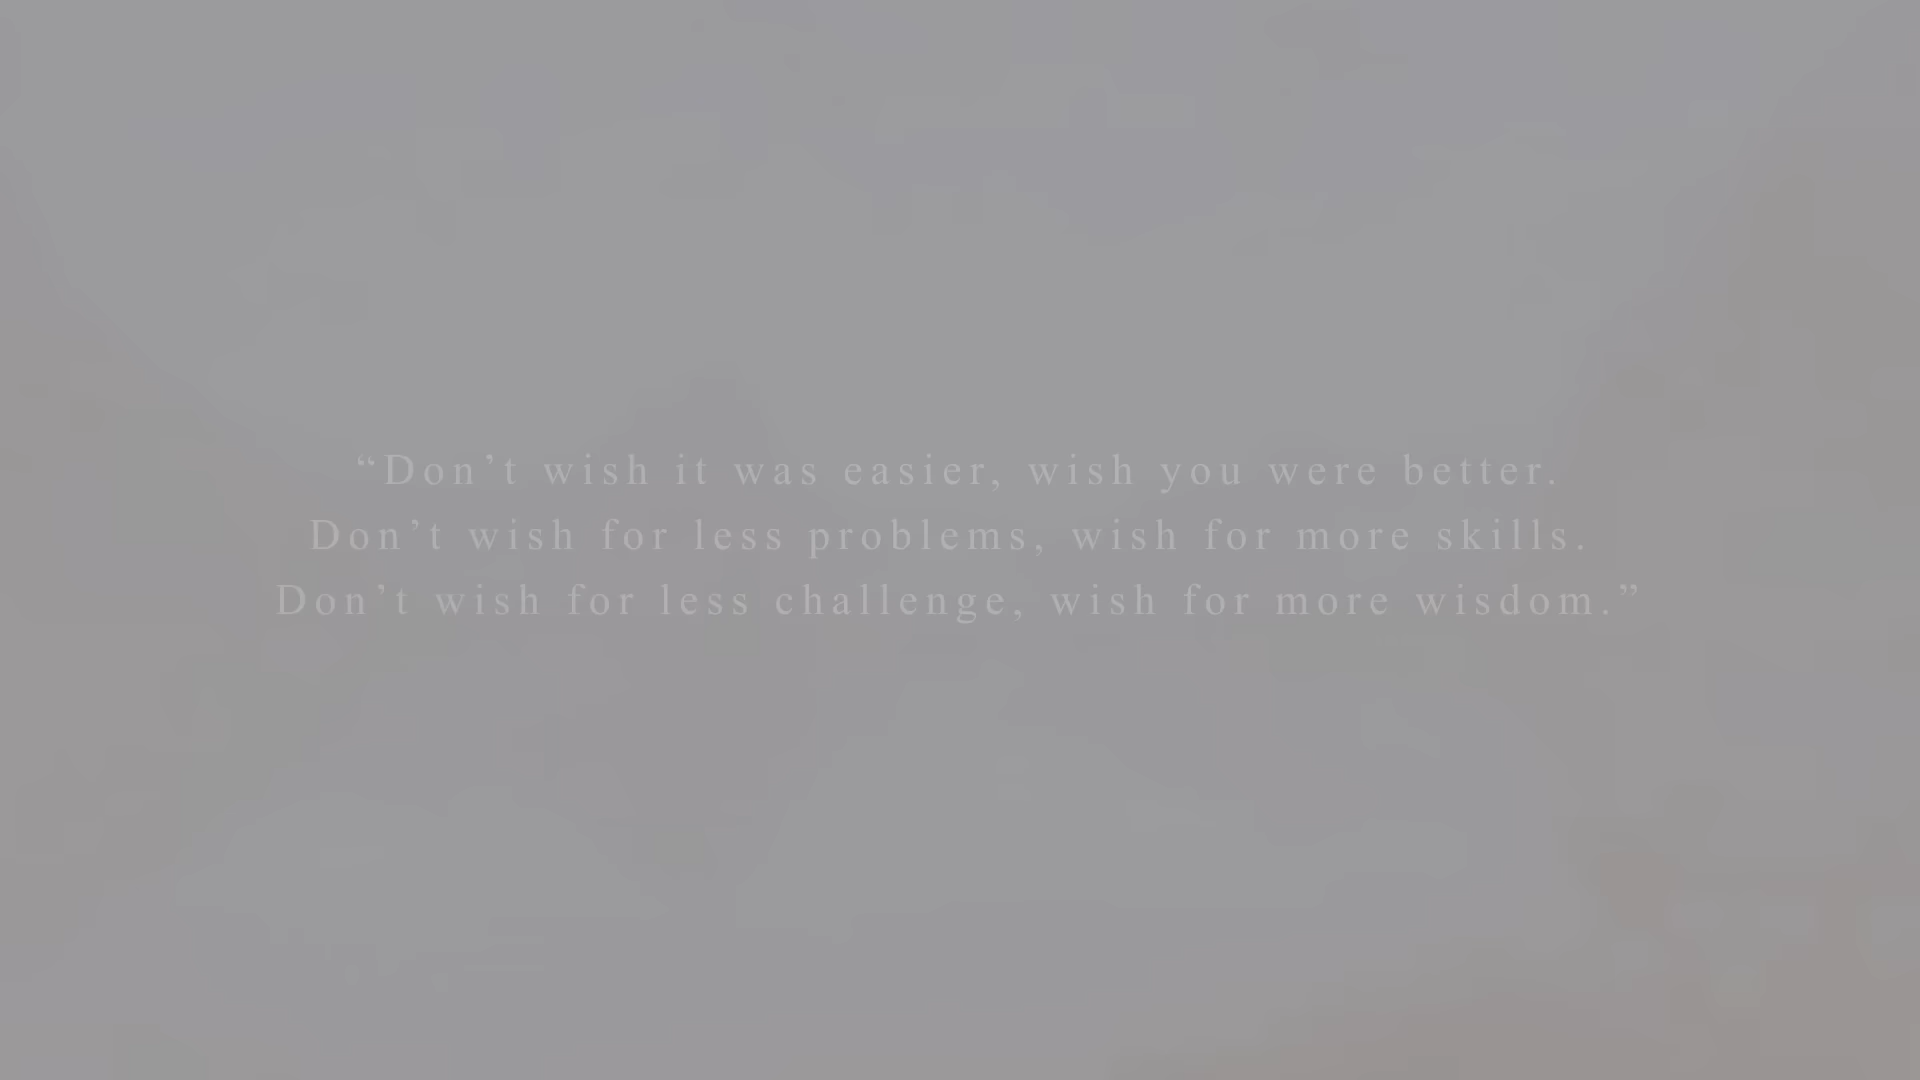 “Don’t wish it was easier, wish you were better.
Don’t wish for less problems, wish for more skills.
Don’t wish for less challenge, wish for more wisdom.”